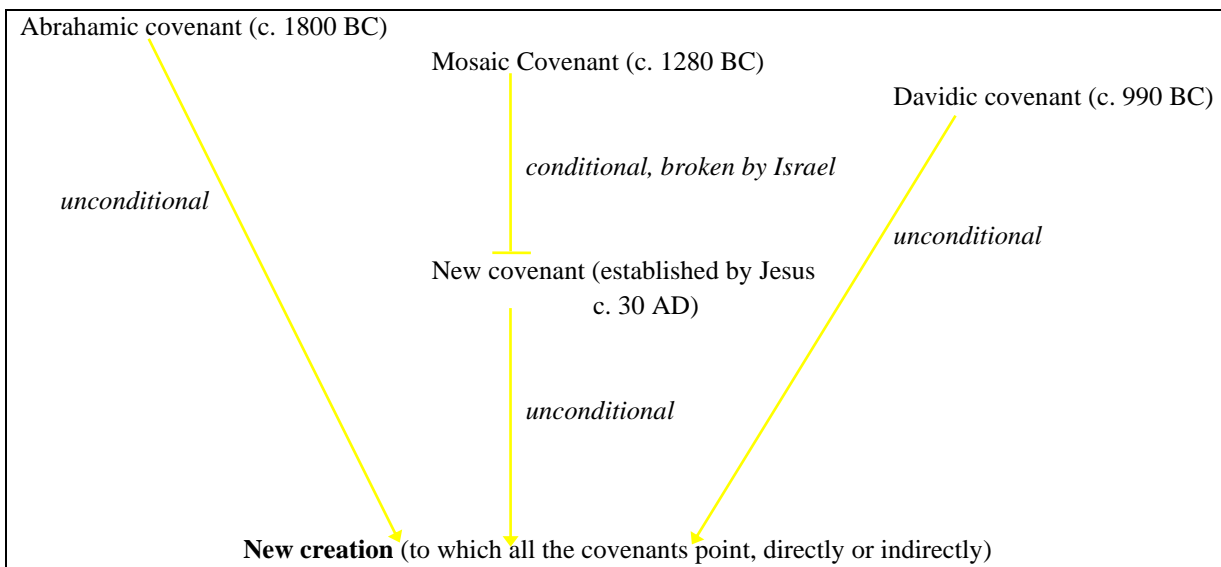 Abrahamic covenant (c. 1800 BC)
Mosaic Covenant (c. 1280 BC)
Davidic covenant (c. 990 BC)
conditional, broken by Israel
unconditional
unconditional
New covenant (established by Jesus
c. 30 AD)
unconditional
New creation (to which all the covenants point, directly or indirectly)